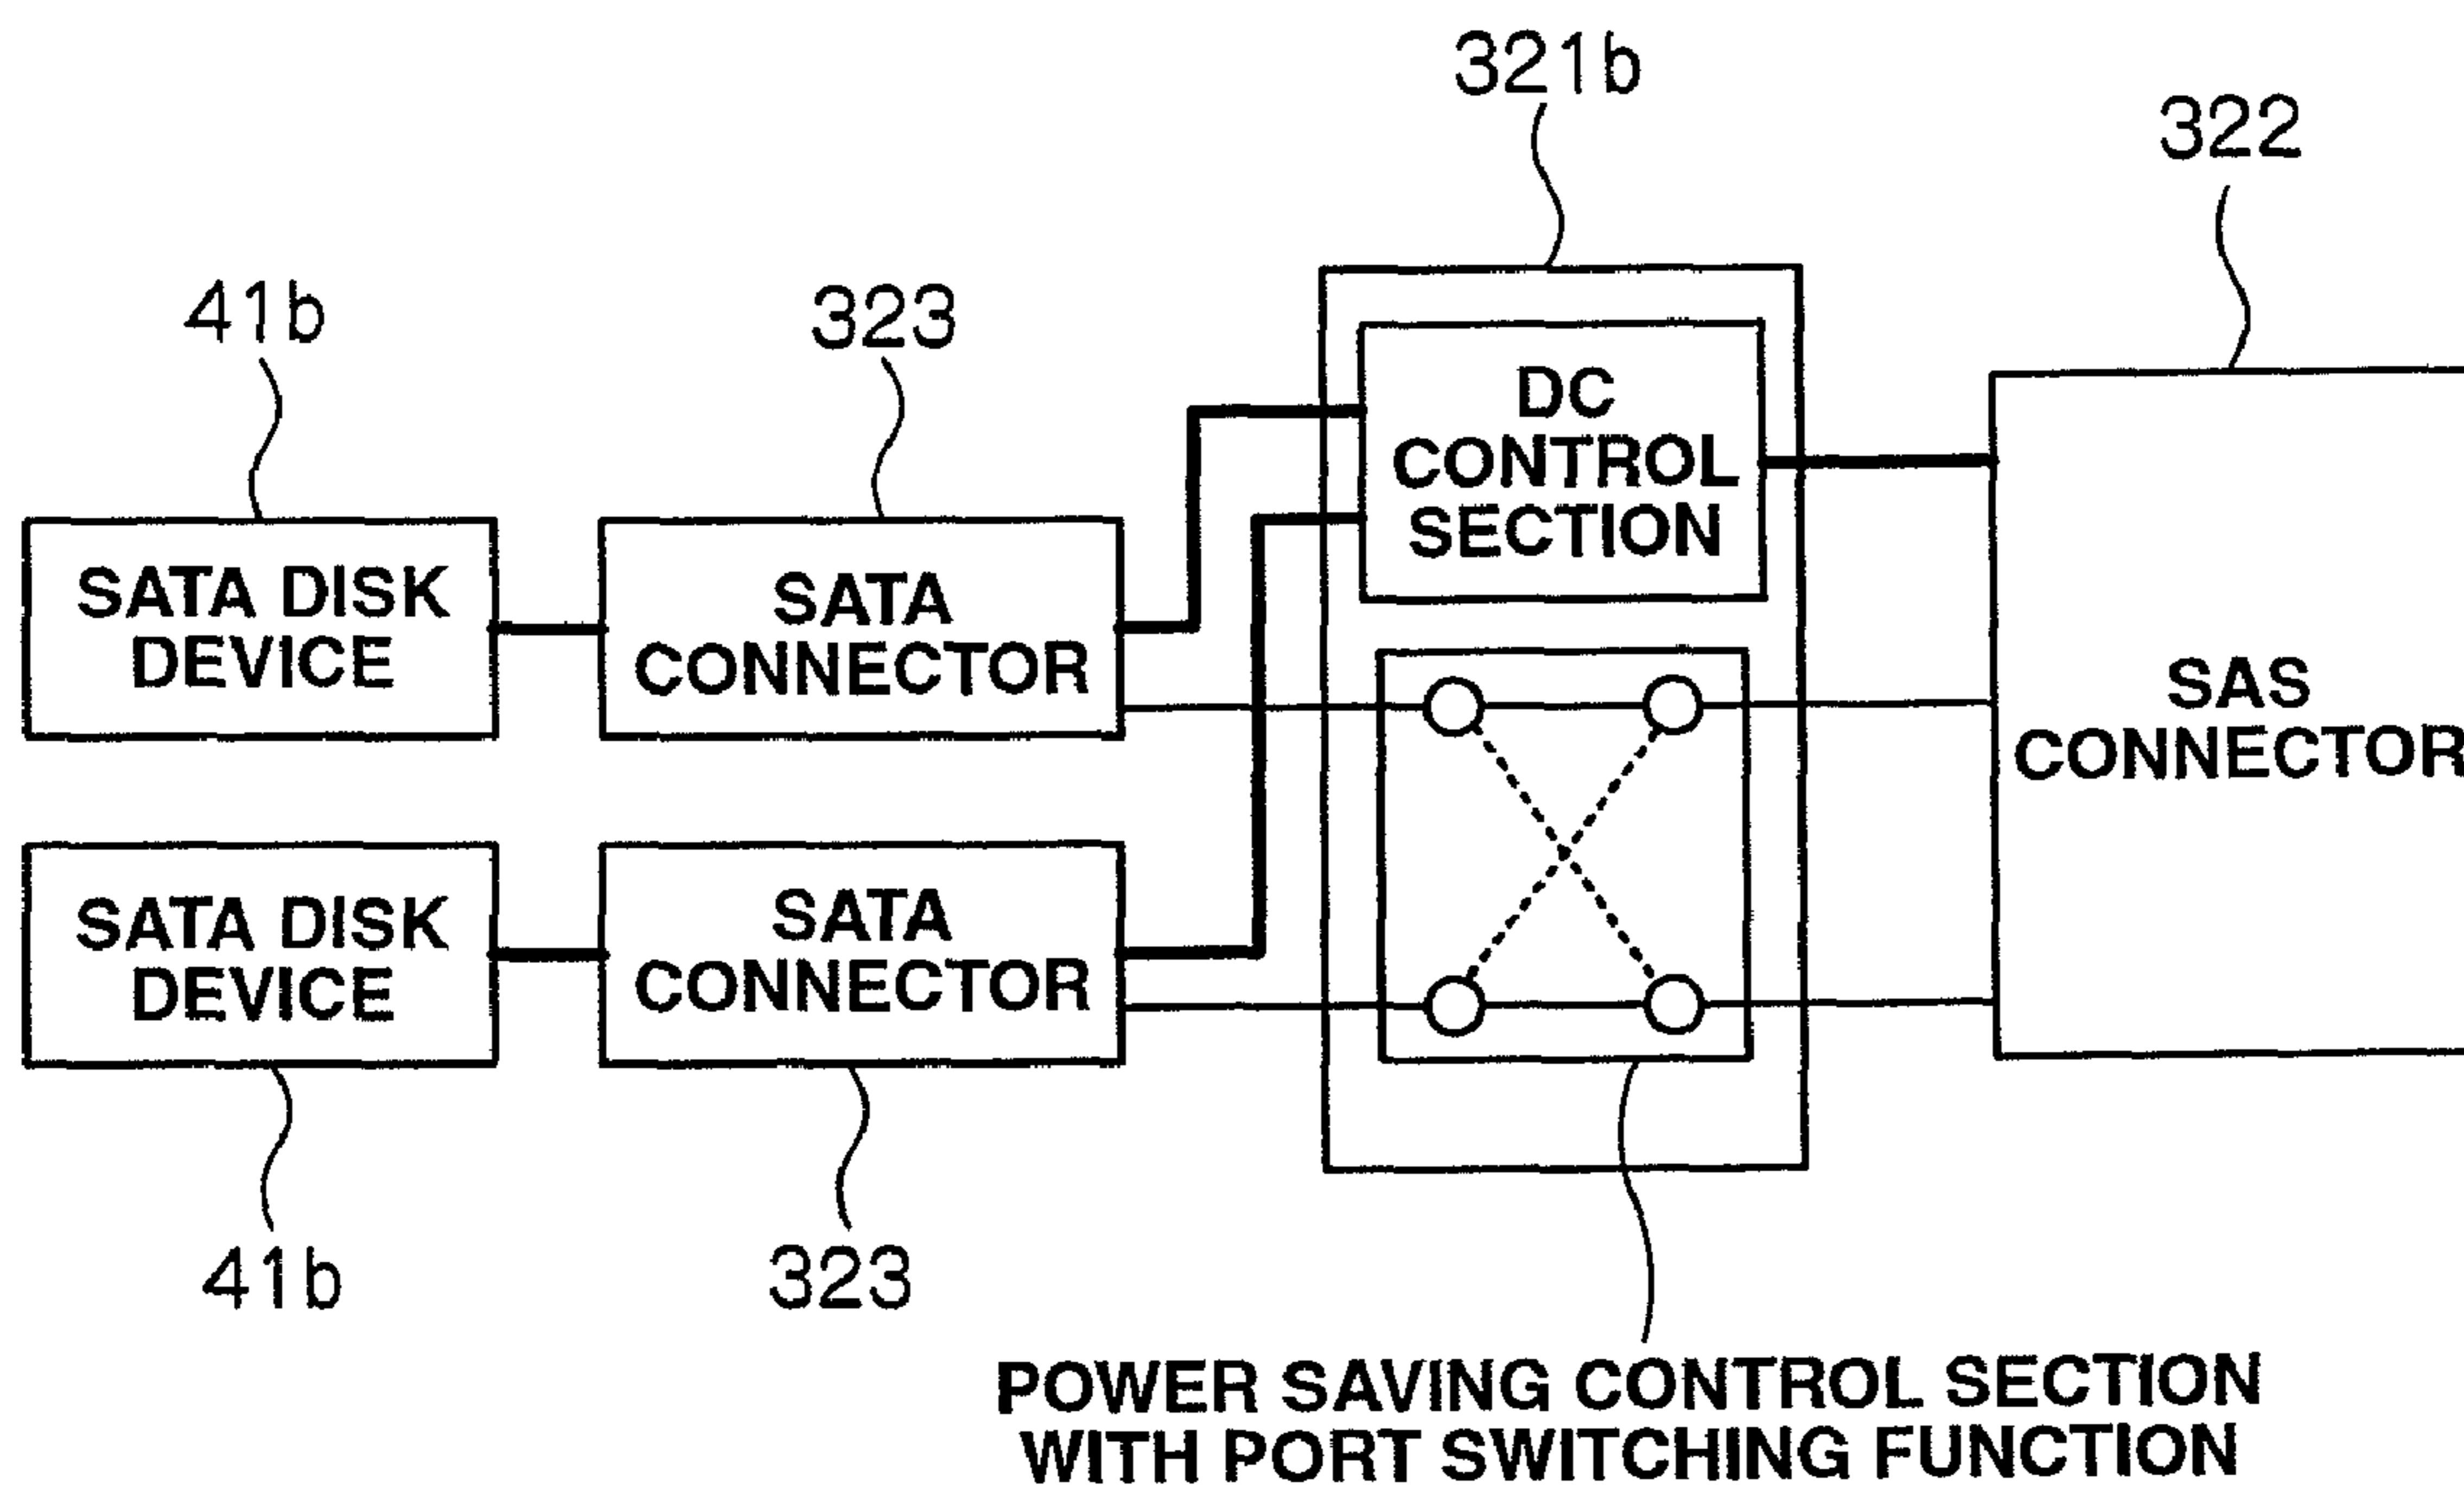 321b
322
41b
323
DC
CONTROL
SECTION
SATA DISK
DEVICE
SATA
CONNECTOR
SAS
CONNECTOR
SATA DISK
DEVICE
SATA
CONNECTOR
41b
323
POWER SAVING CONTROL SECTION
WITH PORT SWITCHING FUNCTION